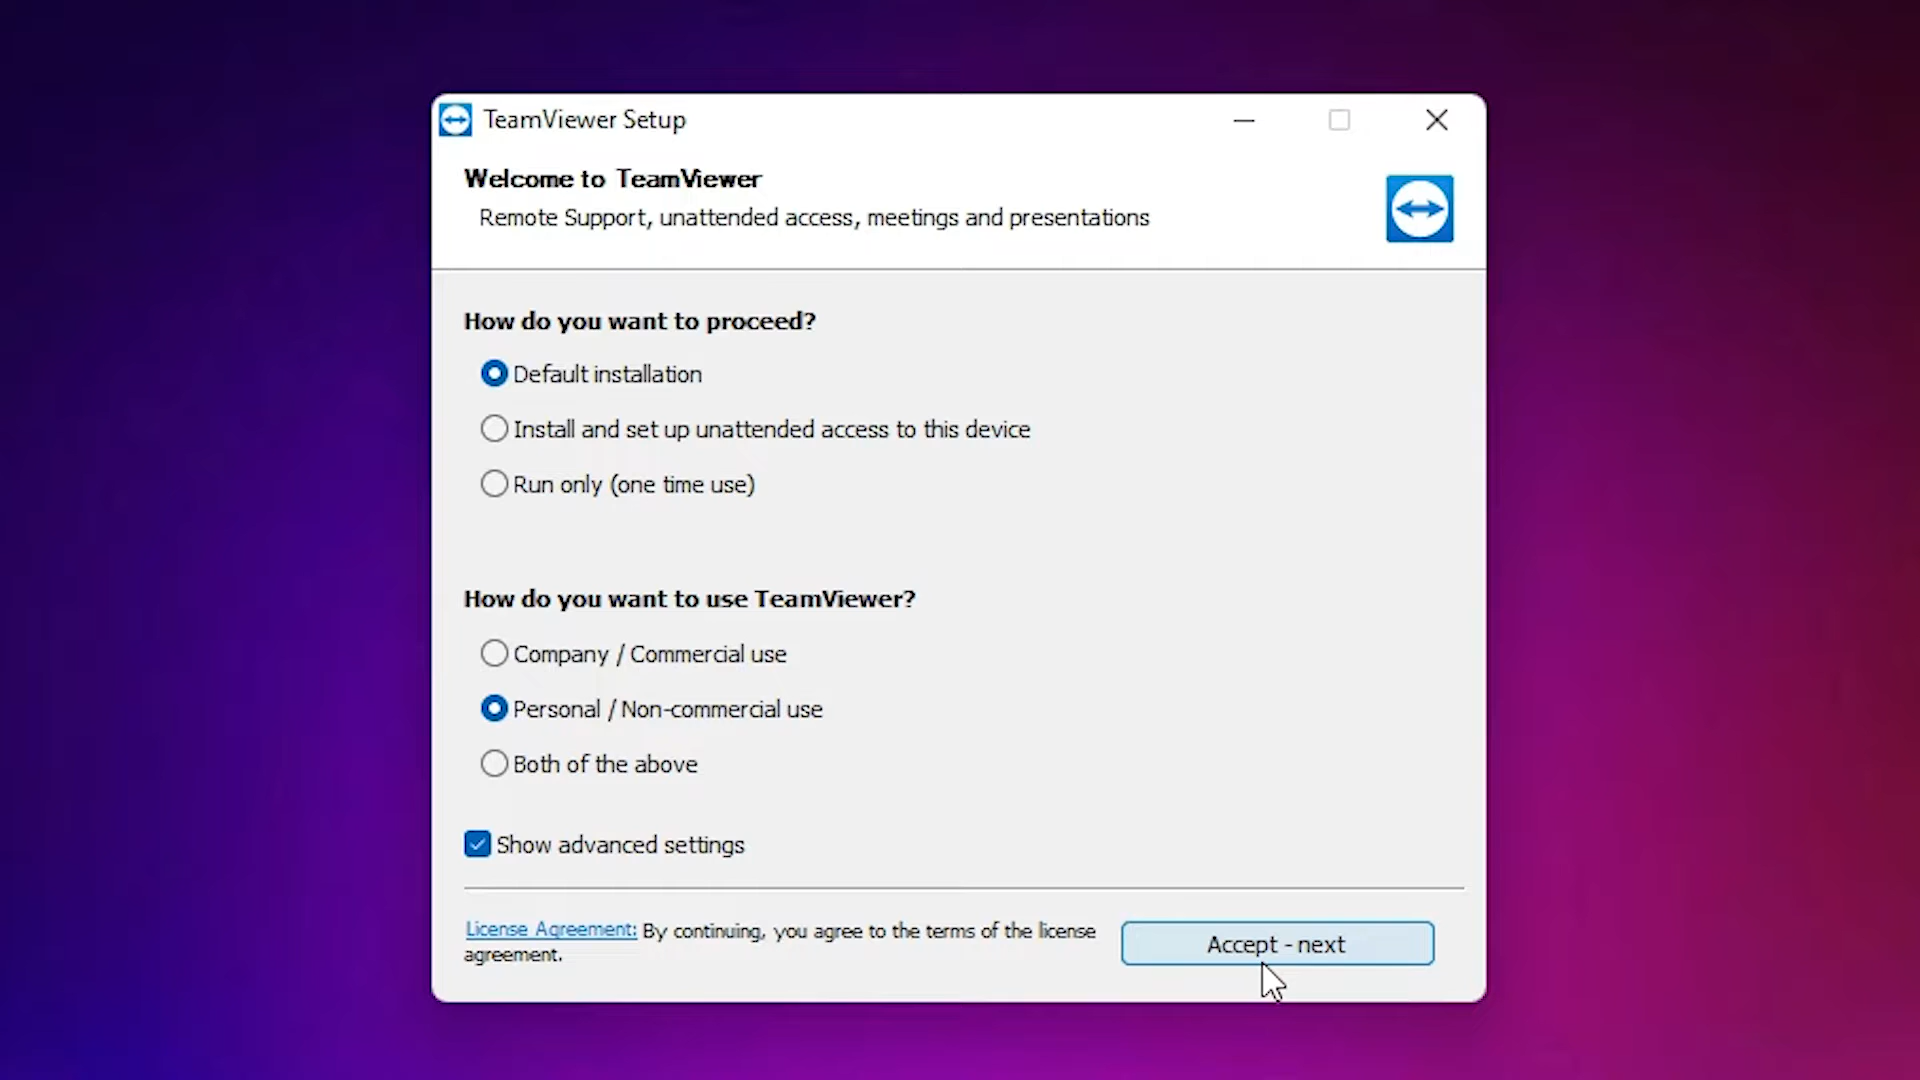 TeamViewer Setup
Welcome to TeamViewer
Remote Support, unattended access, meetings and presentations
How do you want to proceed?
Default installation
Install and set up unattended access to this device
Run only (one time use)
How do you want to use TeamViewer?
Company / Commercial use
Personal / Non-commercial use
Both of the above
Show advanced settings
License Agreement: By continuing, you agree to the terms of the license
agreement.
Accept - next